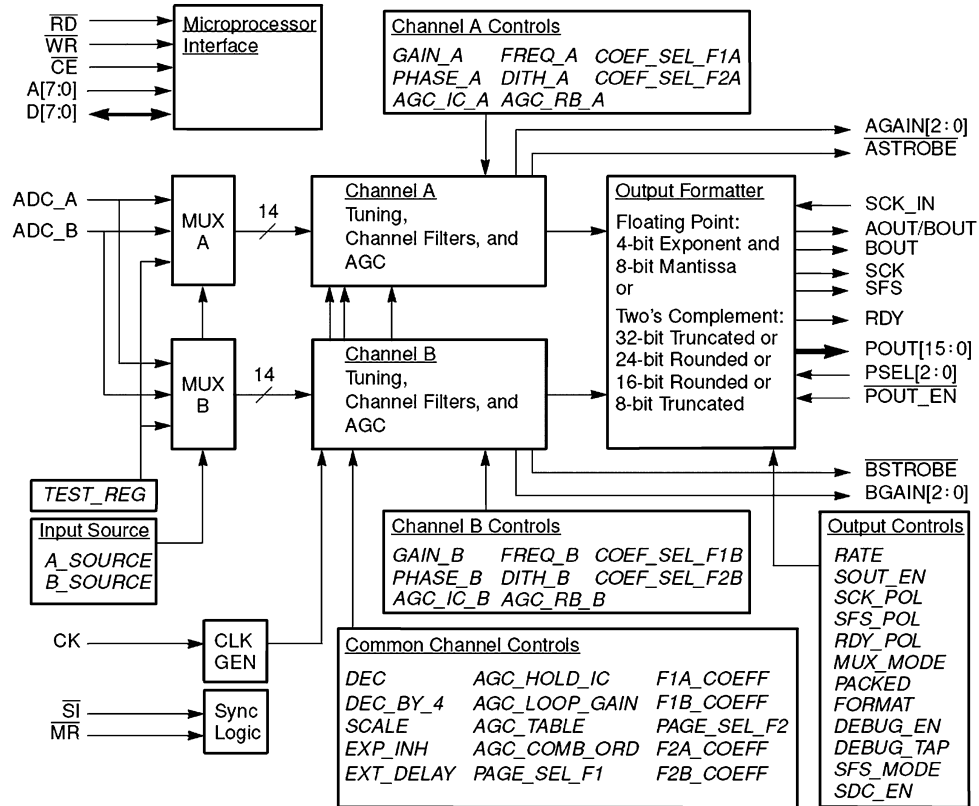 RD
WR
CE
A[7:0]
D[7:0]
Microprocessor
Interface
Channel A Controls
GAIN_A FREQ_A COEF_SEL_F1A
PHASE_A DITH_A COEF_SEL_F2A
AGC_IC_A AGC_RB_A
AGAIN[2:0]
ASTROBE
ADC_A
ADC_B
MUX
A
14
Channel A
Tuning,
Channel Filters, and
AGC
MUX
B
14
Channel B
Tuning,
Channel Filters, and
AGC
Output Formatter
Floating Point:
4-bit Exponent and
8-bit Mantissa
or
Two's Complement:
32-bit Truncated or
24-bit Rounded or
16-bit Rounded or
8-bit Truncated
SCK_IN
AOUT/BOUT
BOUT
SCK
SFS
RDY
POUT[15:0]
PSEL[2:0]
POUT_EN
BSTROBE
BGAIN[2:0]
TEST_REG
Input Source
A_SOURCE
B_SOURCE
Channel B Controls
GAIN_B FREQ_B COEF_SEL_F1B
PHASE_B DITH_B COEF_SEL_F2B
AGC_IC_B AGC_RB_B
Output Controls
RATE
SOUT_EN
SCK_POL
SFS_POL
RDY_POL
MUX_MODE
PACKED
FORMAT
DEBUG_EN
DEBUG_TAP
SFS_MODE
SDC_EN
CK
CLK
GEN
SI
MR
Sync
Logic
Common Channel Controls
DEC AGC_HOLD_IC F1A_COEFF
DEC_BY_4 AGC_LOOP_GAIN F1B_COEFF
SCALE AGC_TABLE PAGE_SEL_F2
EXP_INH AGC_COMB_ORD F2A_COEFF
EXT_DELAY PAGE_SEL_F1 F2B_COEFF